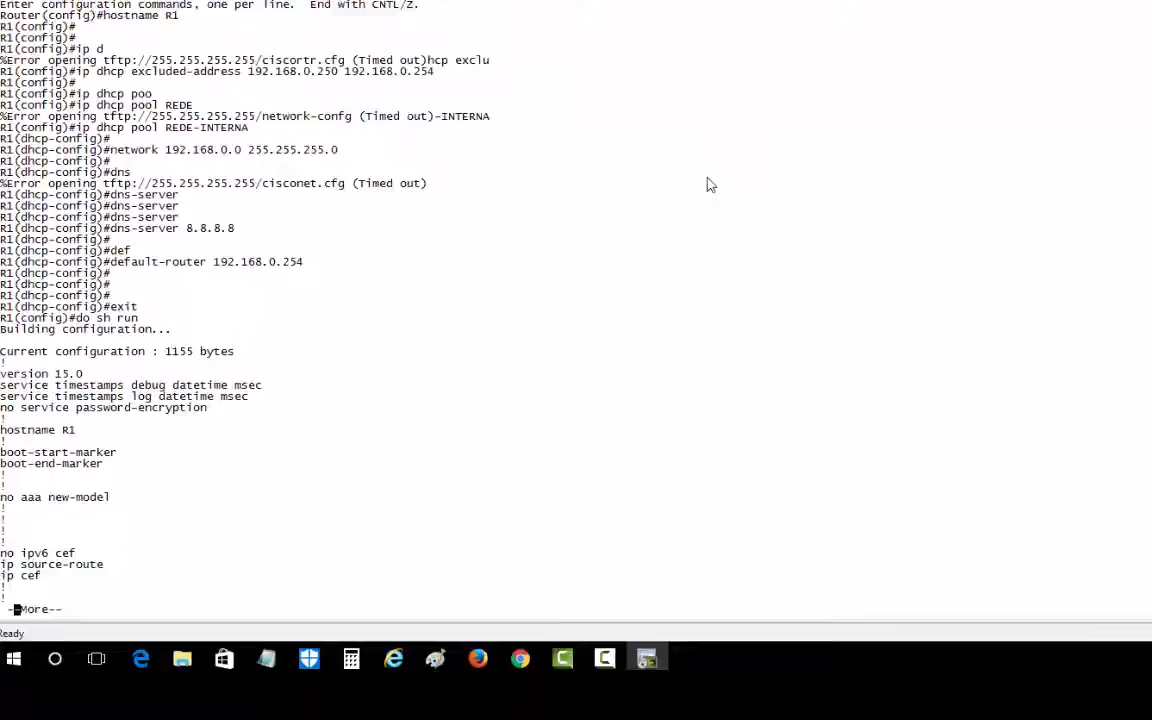 Enter configuration commands, one per line.  End with CNTL/Z.
Router(config)#hostname R1
R1(config)#
R1(config)#
R1(config)#ip d
%Error opening tftp://255.255.255.255/ciscortr.cfg (Timed out)hcp exclu
R1(config)#ip dhcp excluded-address 192.168.0.250 192.168.0.254
R1(config)#
R1(config)#ip dhcp poo
R1(config)#ip dhcp pool REDE
%Error opening tftp://255.255.255.255/network-confg (Timed out)-INTERNA
R1(config)#ip dhcp pool REDE-INTERNA
R1(dhcp-config)#
R1(dhcp-config)#network 192.168.0.0 255.255.255.0
R1(dhcp-config)#
R1(dhcp-config)#dns
%Error opening tftp://255.255.255.255/cisconet.cfg (Timed out)
R1(dhcp-config)#dns-server
R1(dhcp-config)#dns-server
R1(dhcp-config)#dns-server
R1(dhcp-config)#dns-server 8.8.8.8
R1(dhcp-config)#
R1(dhcp-config)#def
R1(dhcp-config)#default-router 192.168.0.254
R1(dhcp-config)#
R1(dhcp-config)#
R1(dhcp-config)#
R1(dhcp-config)#exit
R1(config)#do sh run
Building configuration...
Current configuration : 1155 bytes
!
version 15.0
service timestamps debug datetime msec
service timestamps log datetime msec
no service password-encryption
!
hostname R1
!
boot-start-marker
boot-end-marker
!
!
no aaa new-model
!
!
!
!
no ipv6 cef
ip source-route
ip cef
!
!
--More--
Ready